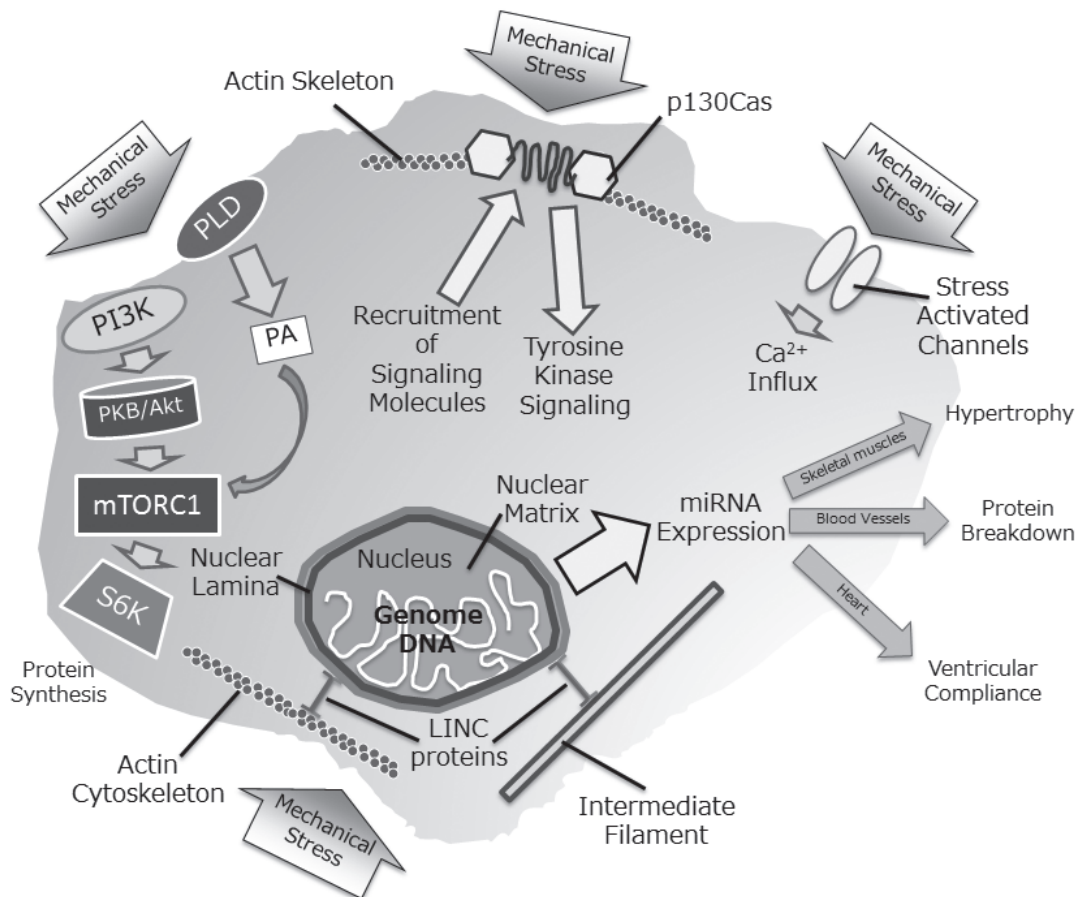 Mechanical
Stress
Actin Skeleton
p130Cas
Mechanical
Stress
Mechanical
Stress
PLD
PI3K
PA
Recruitment
of
Signaling
Molecules
Tyrosine
Kinase
Signaling
Ca²⁺
Influx
Stress
Activated
Channels
PKB/Akt
mTORC1
S6K
Protein
Synthesis
Nuclear
Lamina
Nucleus
Nuclear
Matrix
Genome
DNA
miRNA
Expression
Skeletal muscles
Hypertrophy
Blood Vessels
Protein
Breakdown
Heart
Ventricular
Compliance
LINC
proteins
Actin
Cytoskeleton
Intermediate
Filament
Mechanical
Stress